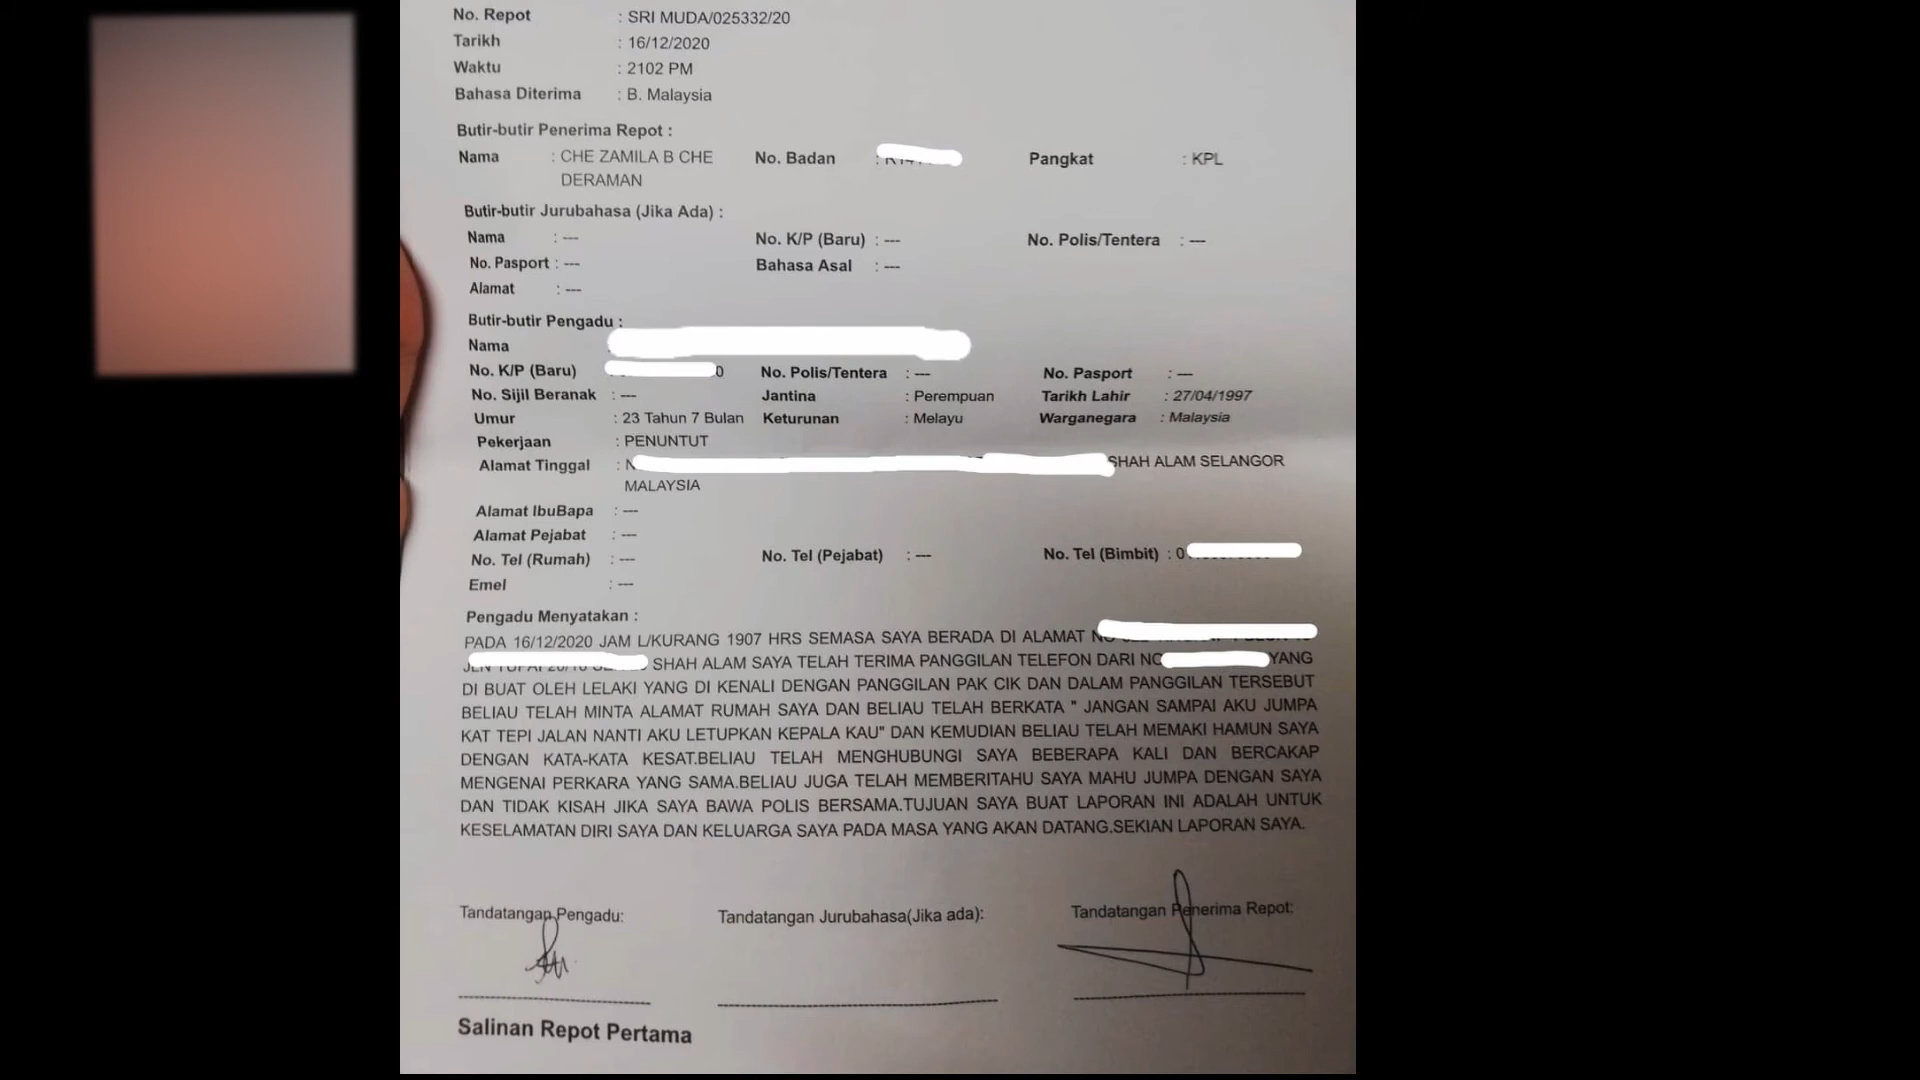 No. Repot : SRI MUDA/025332/20
Tarikh : 16/12/2020
Waktu : 2102 PM
Bahasa Diterima : B. Malaysia
Butir-butir Penerima Repot :
Nama : CHE ZAMILA B CHE DERAMAN No. Badan : Pangkat : KPL
Butir-butir Jurubahasa (Jika Ada) :
Nama : --- No. K/P (Baru) : --- No. Polis/Tentera : ---
No. Pasport : --- Bahasa Asal : ---
Alamat : ---
Butir-butir Pengadu :
Nama
No. K/P (Baru) 0 No. Polis/Tentera : --- No. Pasport : ---
No. Sijil Beranak : --- Jantina : Perempuan Tarikh Lahir : 27/04/1997
Umur : 23 Tahun 7 Bulan Keturunan : Melayu Warganegara : Malaysia
Pekerjaan : PENUNTUT
Alamat Tinggal : SHAH ALAM SELANGOR
MALAYSIA
Alamat IbuBapa : ---
Alamat Pejabat : ---
No. Tel (Rumah) : --- No. Tel (Pejabat) : --- No. Tel (Bimbit) : 0
Emel : ---
Pengadu Menyatakan :
PADA 16/12/2020 JAM L/KURANG 1907 HRS SEMASA SAYA BERADA DI ALAMAT
SHAH ALAM SAYA TELAH TERIMA PANGGILAN TELEFON DARI NO YANG
DI BUAT OLEH LELAKI YANG DI KENALI DENGAN PANGGILAN PAK CIK DAN DALAM PANGGILAN TERSEBUT
BELIAU TELAH MINTA ALAMAT RUMAH SAYA DAN BELIAU TELAH BERKATA " JANGAN SAMPAI AKU JUMPA
KAT TEPI JALAN NANTI AKU LETUPKAN KEPALA KAU" DAN KEMUDIAN BELIAU TELAH MEMAKI HAMUN SAYA
DENGAN KATA-KATA KESAT.BELIAU TELAH MENGHUBUNGI SAYA BEBERAPA KALI DAN BERCAKAP
MENGENAI PERKARA YANG SAMA.BELIAU JUGA TELAH MEMBERITAHU SAYA MAHU JUMPA DENGAN SAYA
DAN TIDAK KISAH JIKA SAYA BAWA POLIS BERSAMA.TUJUAN SAYA BUAT LAPORAN INI ADALAH UNTUK
KESELAMATAN DIRI SAYA DAN KELUARGA SAYA PADA MASA YANG AKAN DATANG.SEKIAN LAPORAN SAYA.
Tandatangan Pengadu: Tandatangan Jurubahasa(Jika ada): Tandatangan Penerima Repot:
Salinan Repot Pertama